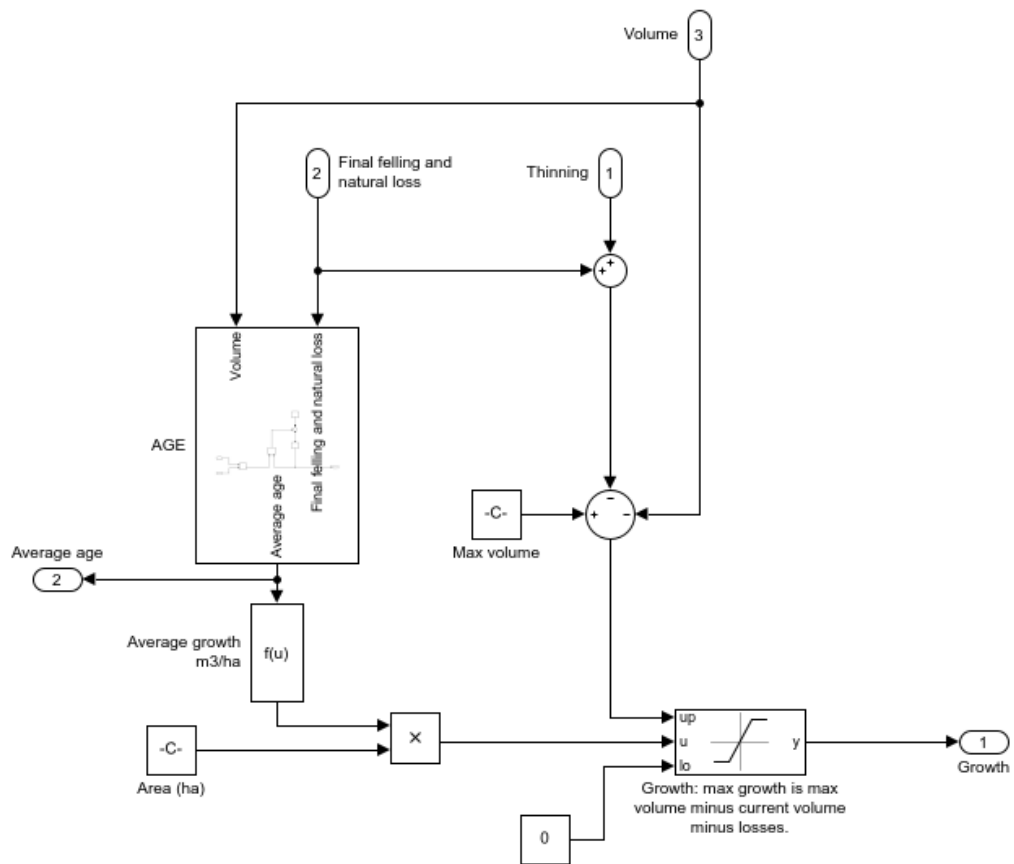 Volume
3
2
Final felling and
natural loss
Thinning
1
+
+
Volume
Final felling and natural loss
AGE
Average age
-C-
Max volume
+
−
−
Average age
2
Average growth
m3/ha
f(u)
-C-
Area (ha)
×
up
u
lo
y
1
Growth
Growth: max growth is max
volume minus current volume
minus losses.
0